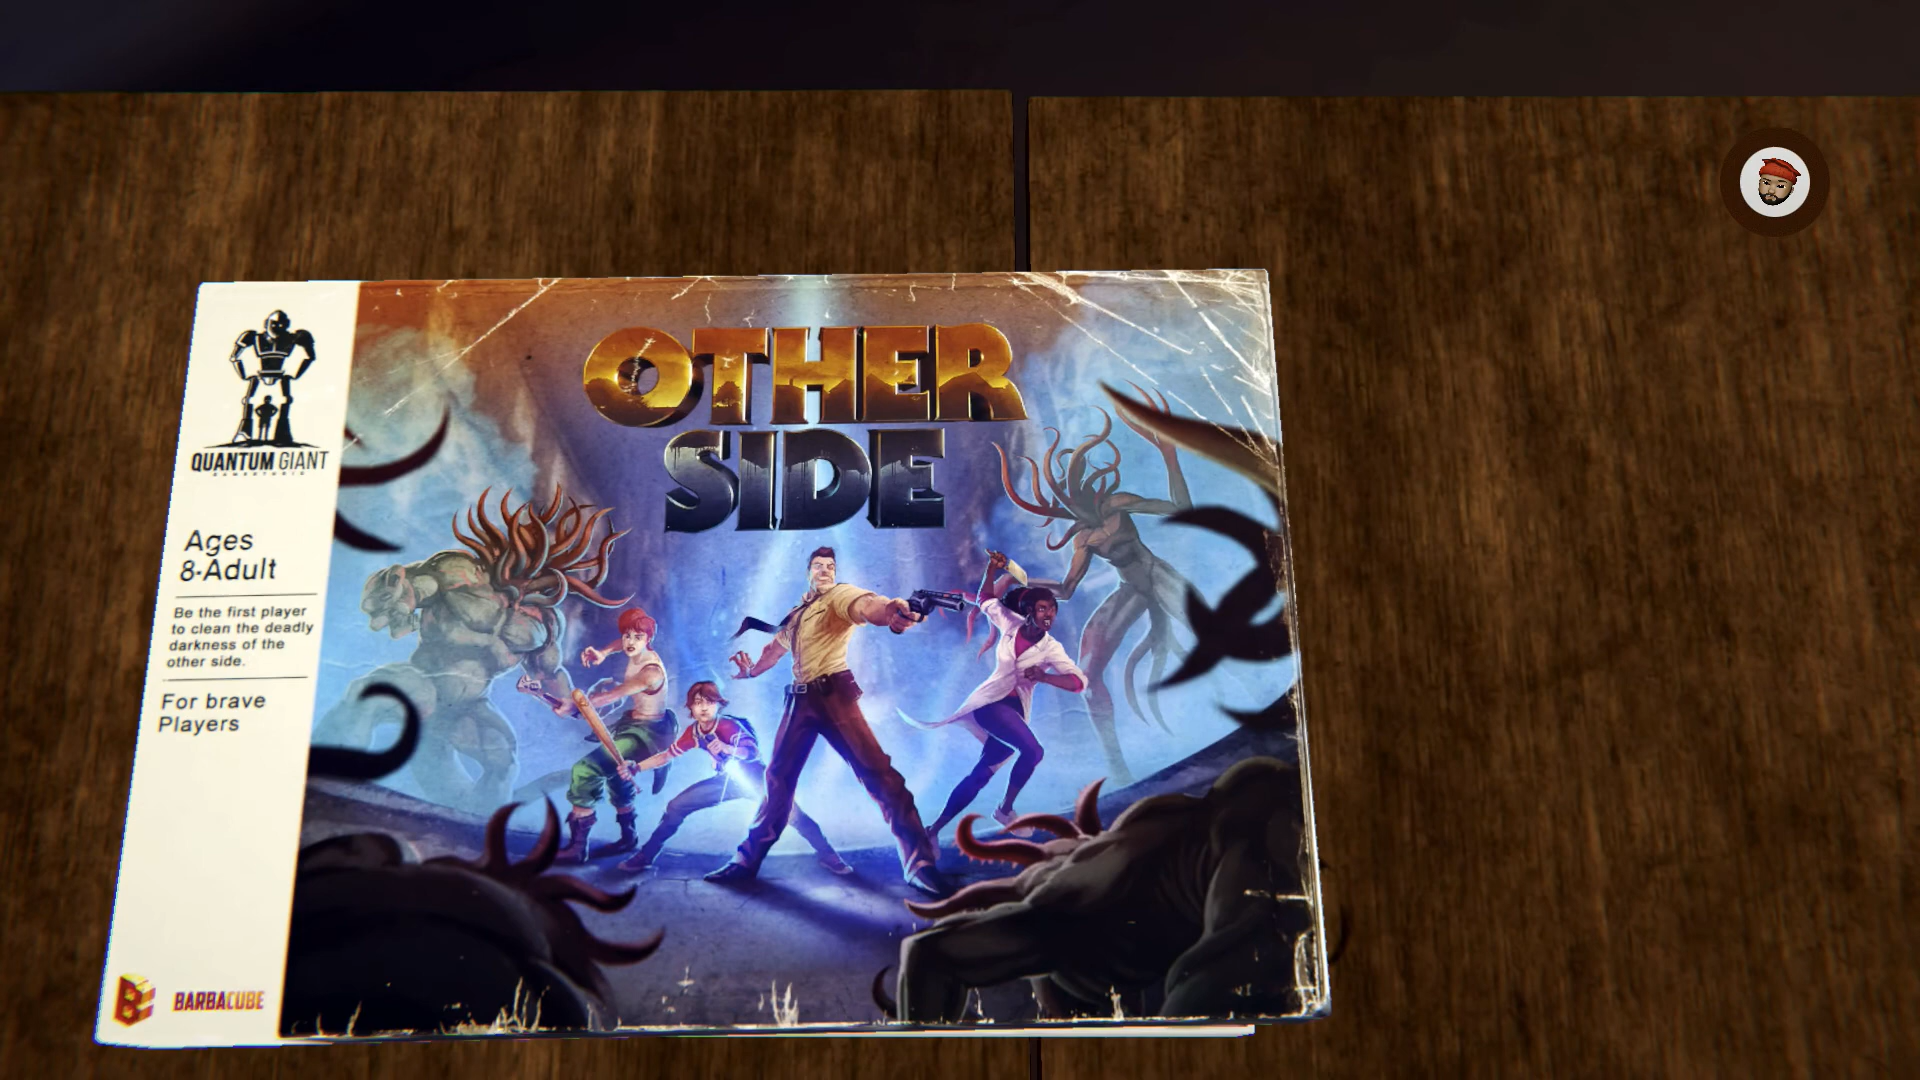 OTHER
SIDE
QUANTUM GIANT
Ages
8-Adult
Be the first player
to clean the deadly
darkness of the
other side.
For brave
Players
BARBACUBE